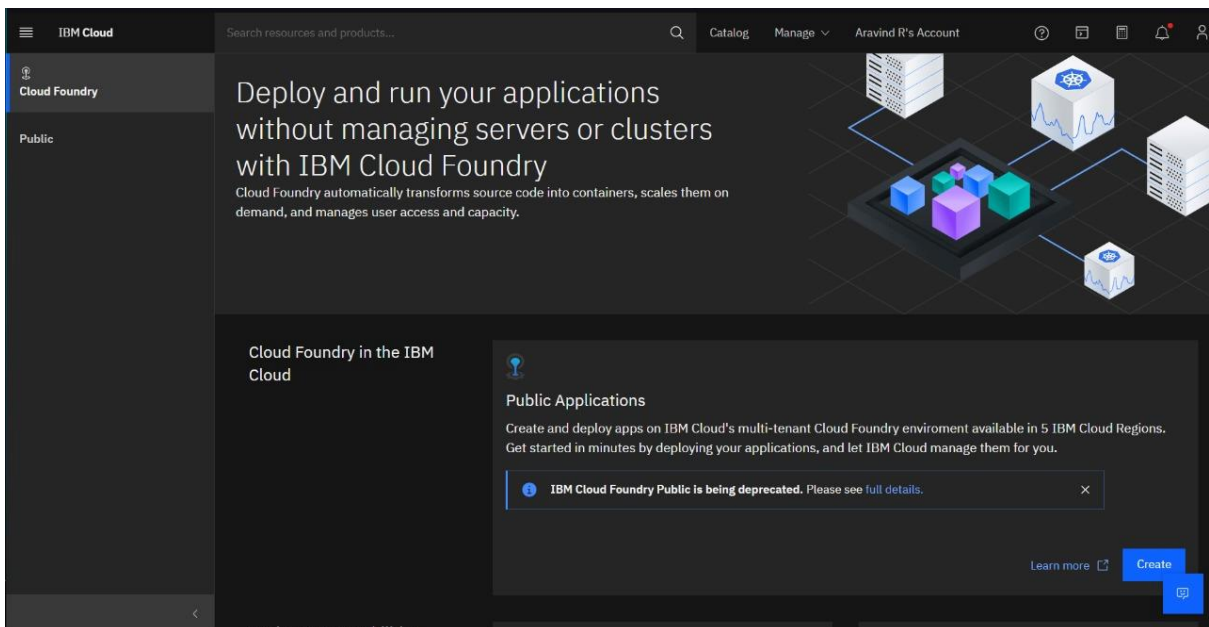 IBM Cloud
Search resources and products...
Catalog
Manage
Aravind R's Account
Cloud Foundry
Public
Deploy and run your applications
without managing servers or clusters
with IBM Cloud Foundry
Cloud Foundry automatically transforms source code into containers, scales them on
demand, and manages user access and capacity.
Cloud Foundry in the IBM
Cloud
Public Applications
Create and deploy apps on IBM Cloud's multi-tenant Cloud Foundry enviroment available in 5 IBM Cloud Regions.
Get started in minutes by deploying your applications, and let IBM Cloud manage them for you.
IBM Cloud Foundry Public is being deprecated. Please see full details.
Learn more
Create